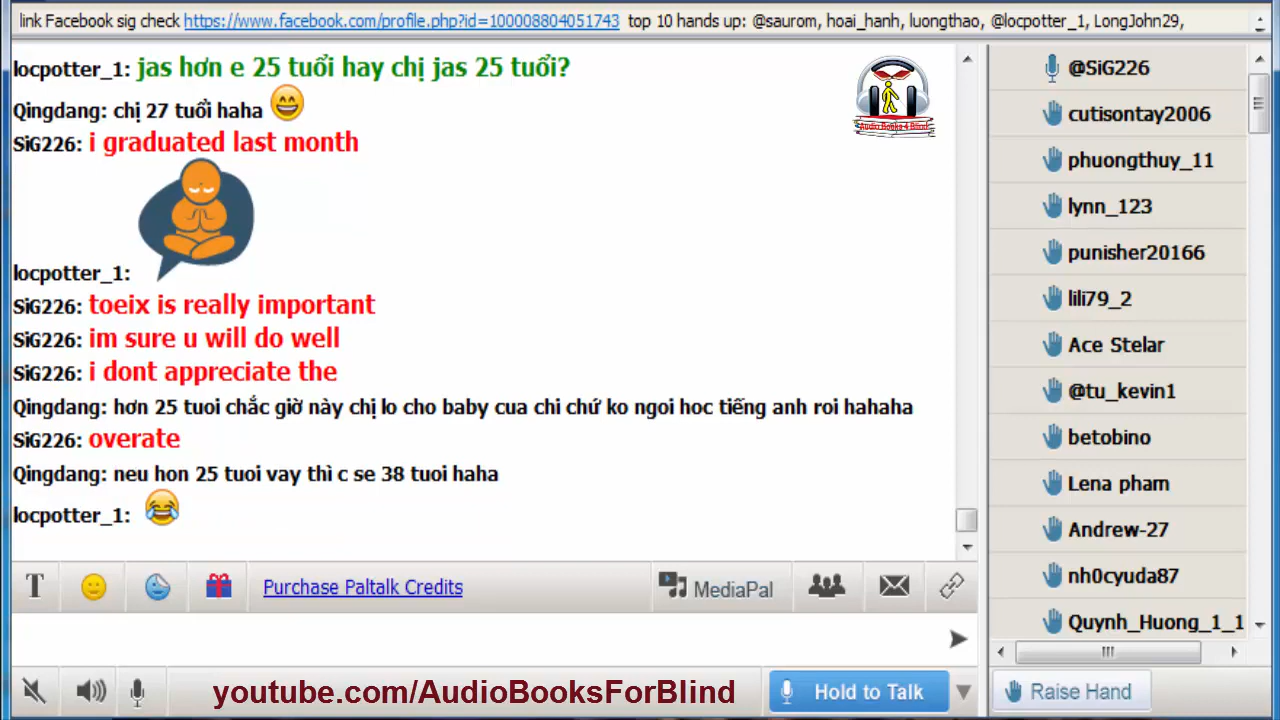 link Facebook sig check https://www.facebook.com/profile.php?id=100008804051743 top 10 hands up: @saurom, hoai_hanh, luongthao, @locpotter_1, LongJohn29,
locpotter_1: jas hơn e 25 tuổi hay chị jas 25 tuổi?
Qingdang: chị 27 tuổi haha
SiG226: i graduated last month
locpotter_1:
SiG226: toeix is really important
SiG226: im sure u will do well
SiG226: i dont appreciate the
Qingdang: hơn 25 tuoi chắc giờ này chị lo cho baby cua chi chứ ko ngoi hoc tiếng anh roi hahaha
SiG226: overate
Qingdang: neu hon 25 tuoi vay thì c se 38 tuoi haha
locpotter_1:
Audio Books 4 Blind
@SiG226
cutisontay2006
phuongthuy_11
lynn_123
punisher20166
lili79_2
Ace Stelar
@tu_kevin1
betobino
Lena pham
Andrew-27
nh0cyuda87
Quynh_Huong_1_1
T
Purchase Paltalk Credits
MediaPal
youtube.com/AudioBooksForBlind
Hold to Talk
Raise Hand